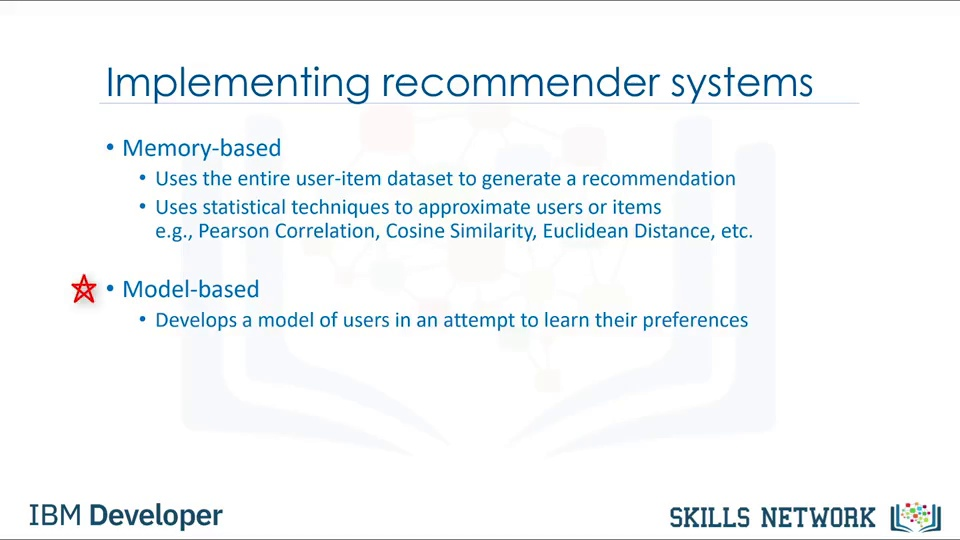 Implementing recommender systems
• Memory-based
• Uses the entire user-item dataset to generate a recommendation
• Uses statistical techniques to approximate users or items
e.g., Pearson Correlation, Cosine Similarity, Euclidean Distance, etc.
• Model-based
• Develops a model of users in an attempt to learn their preferences
IBM Developer
SKILLS NETWORK